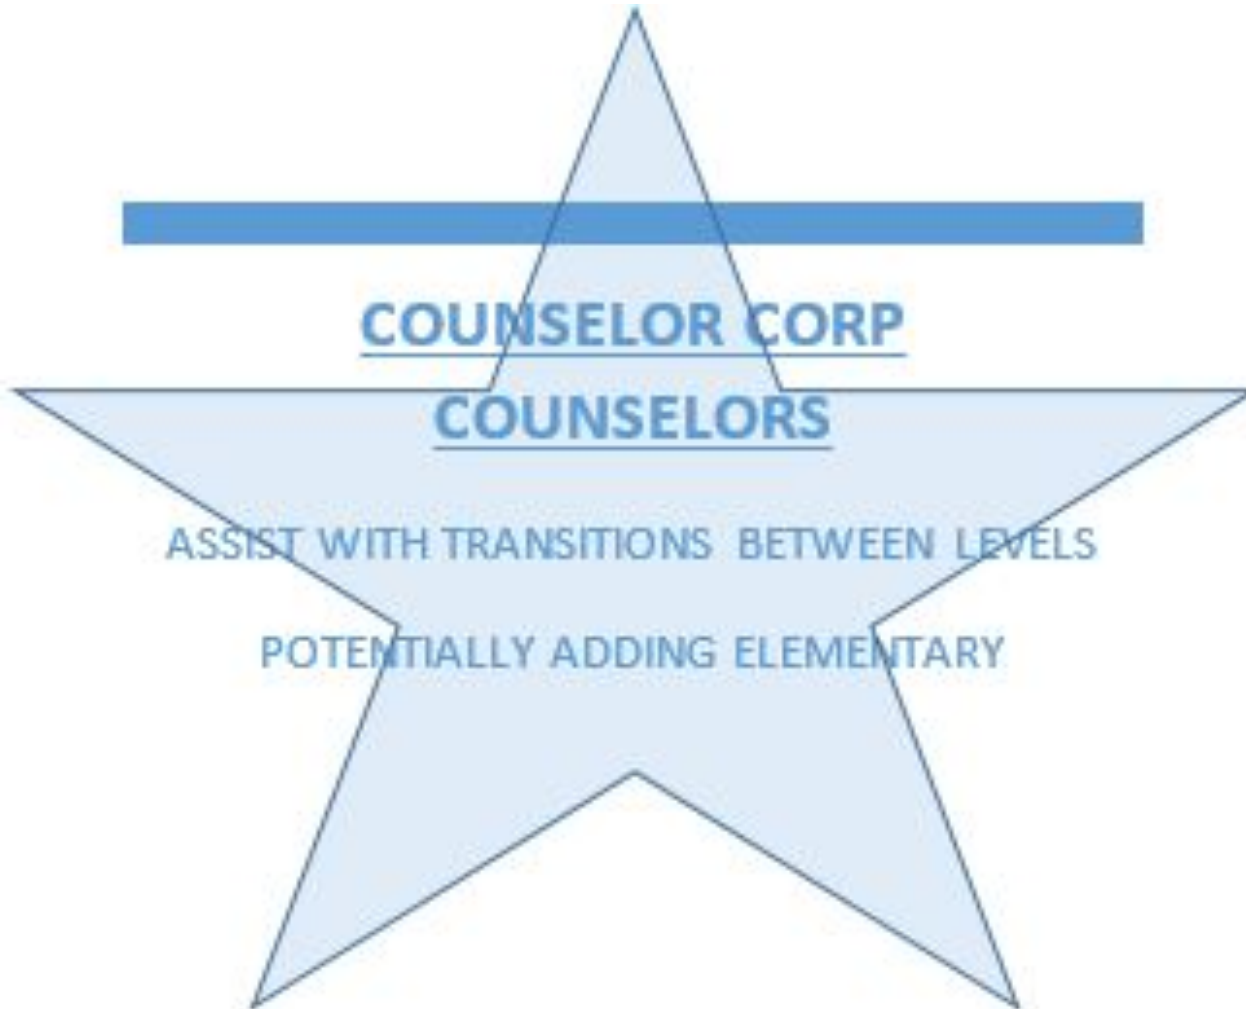 COUNSELOR CORP
COUNSELORS
ASSIST WITH TRANSITIONS BETWEEN LEVELS
POTENTIALLY ADDING ELEMENTARY